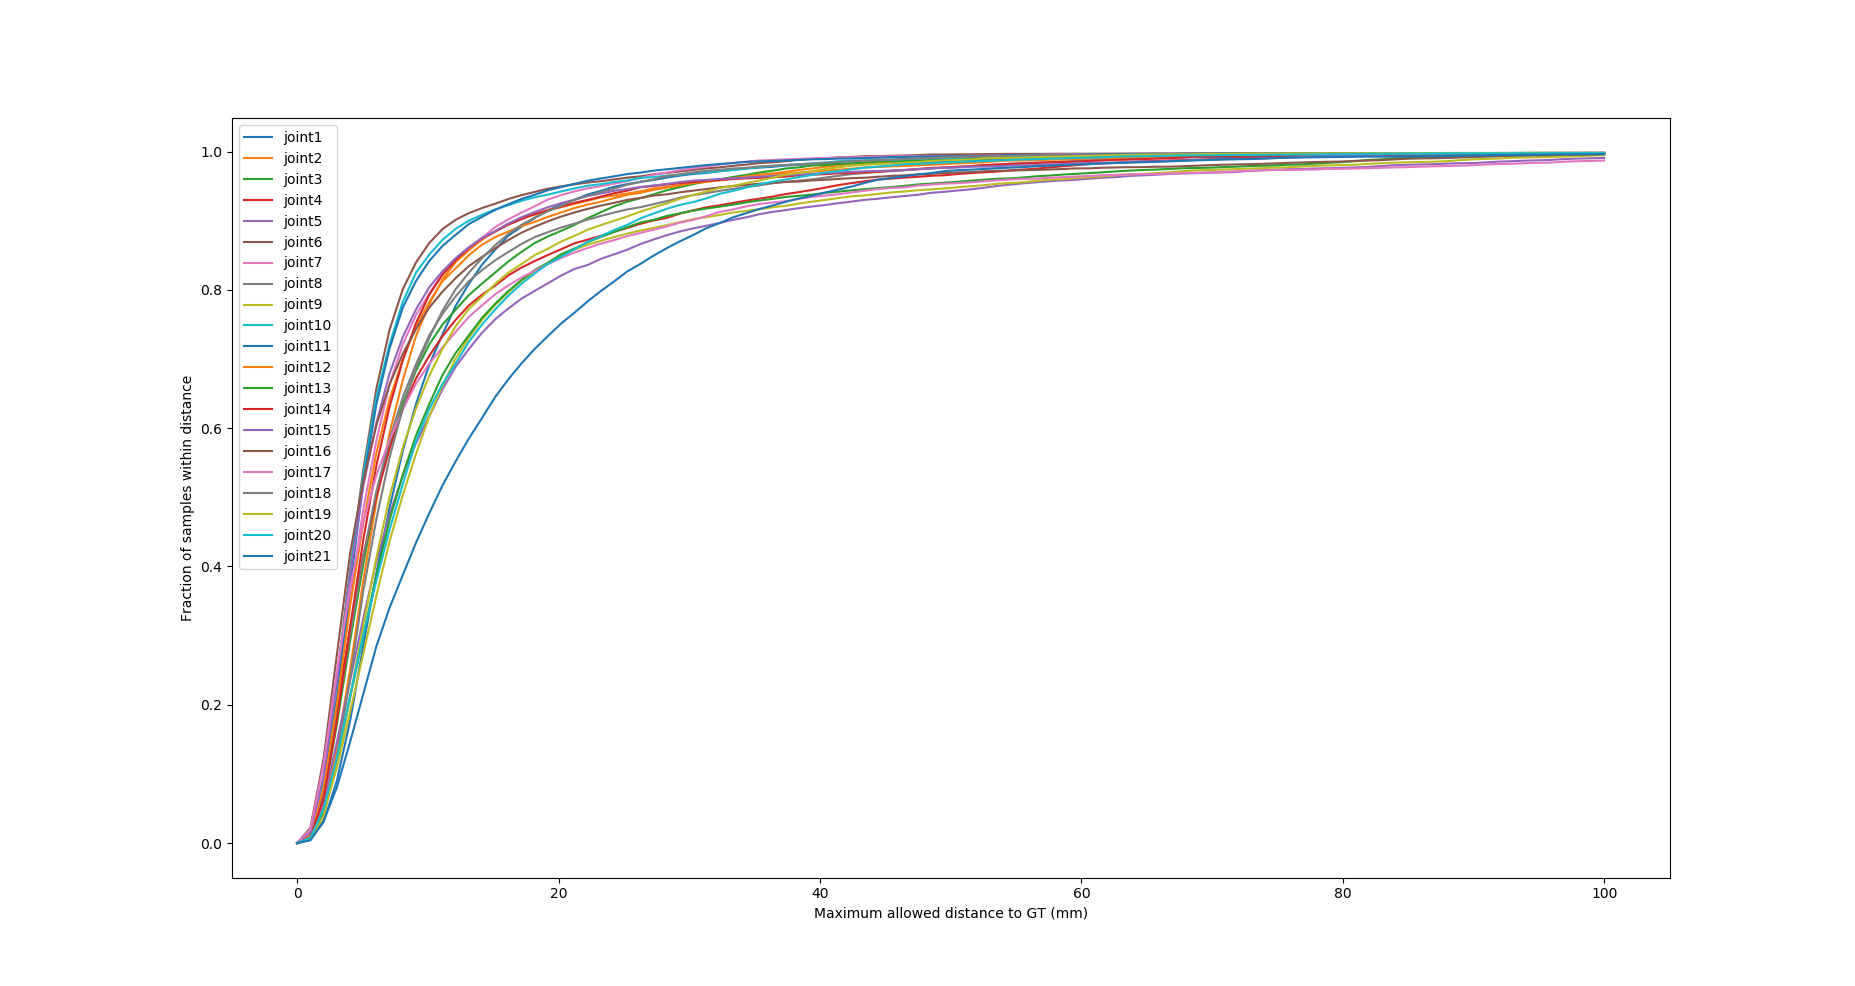 joint1
joint2
joint3
joint4
joint5
joint6
joint7
joint8
joint9
joint10
joint11
joint12
joint13
joint14
joint15
joint16
joint17
joint18
joint19
joint20
joint21
1.0
0.8
0.6
0.4
0.2
0.0
Fraction of samples within distance
0 20 40 60 80 100
Maximum allowed distance to GT (mm)